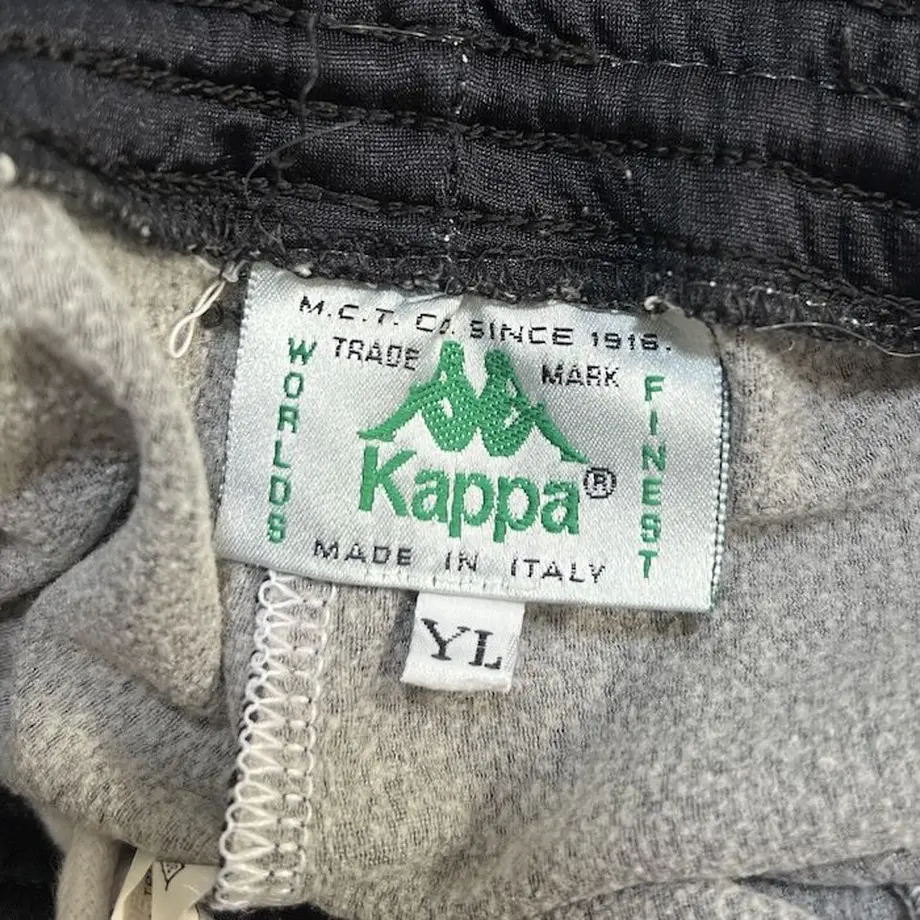 M.C.T. Co. SINCE 1916.
TRADE MARK
WORLDS
FINEST
Kappa®
MADE IN ITALY
YL